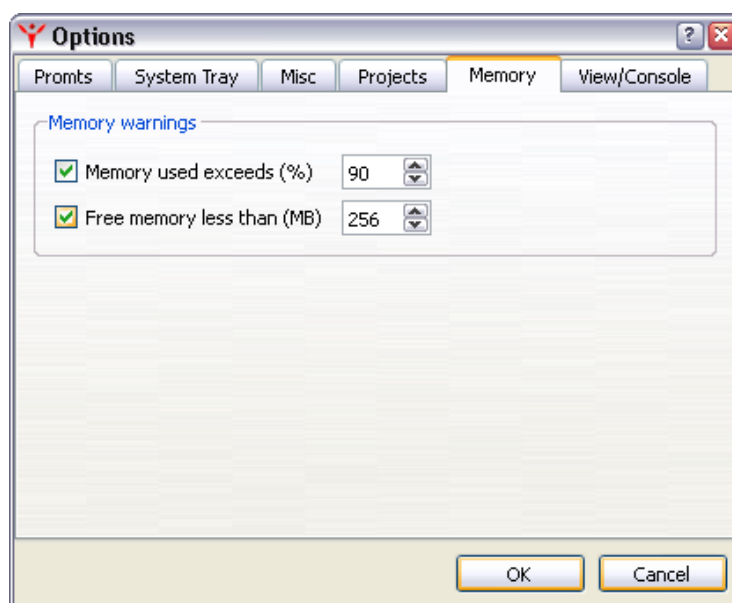 Options
Promts System Tray Misc Projects Memory View/Console
Memory warnings
Memory used exceeds (%) 90
Free memory less than (MB) 256
OK Cancel